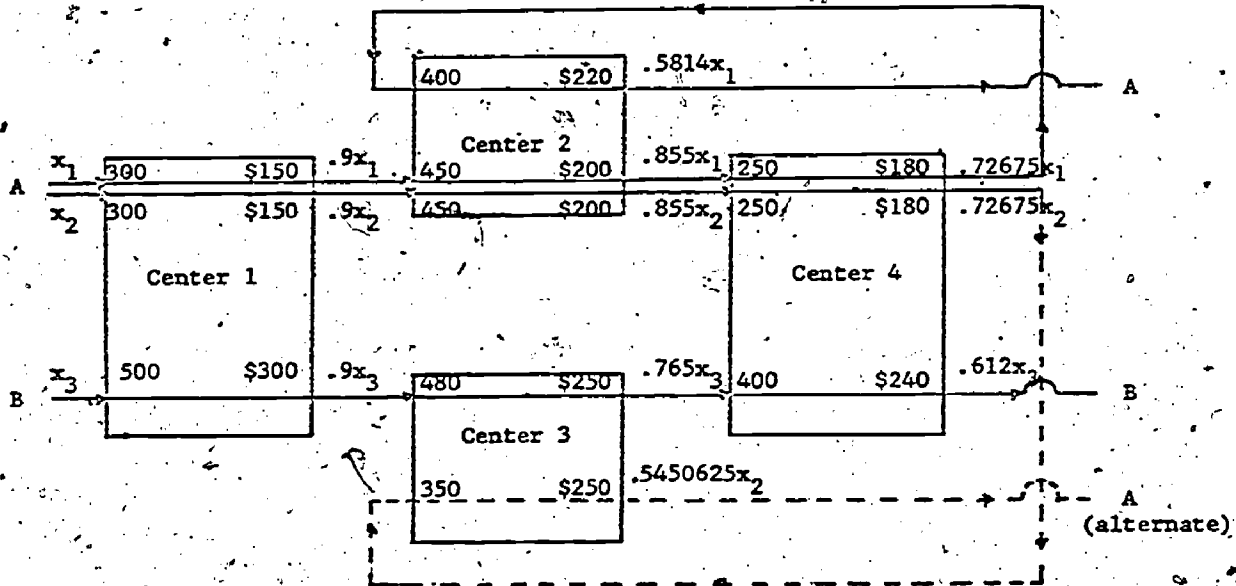 400 $220 .5814x1 A
Center 2
A x1 300 $150 .9x1 450 $200 .855x1 250 $180 .72675x1
x2 300 $150 .9x2 450 $200 .855x2 250 $180 .72675x2
Center 1
Center 4
B x3 500 $300 .9x3 480 $250 .765x3 400 $240 .612x3 B
Center 3
350 $250 .5450625x2 A
(alternate)